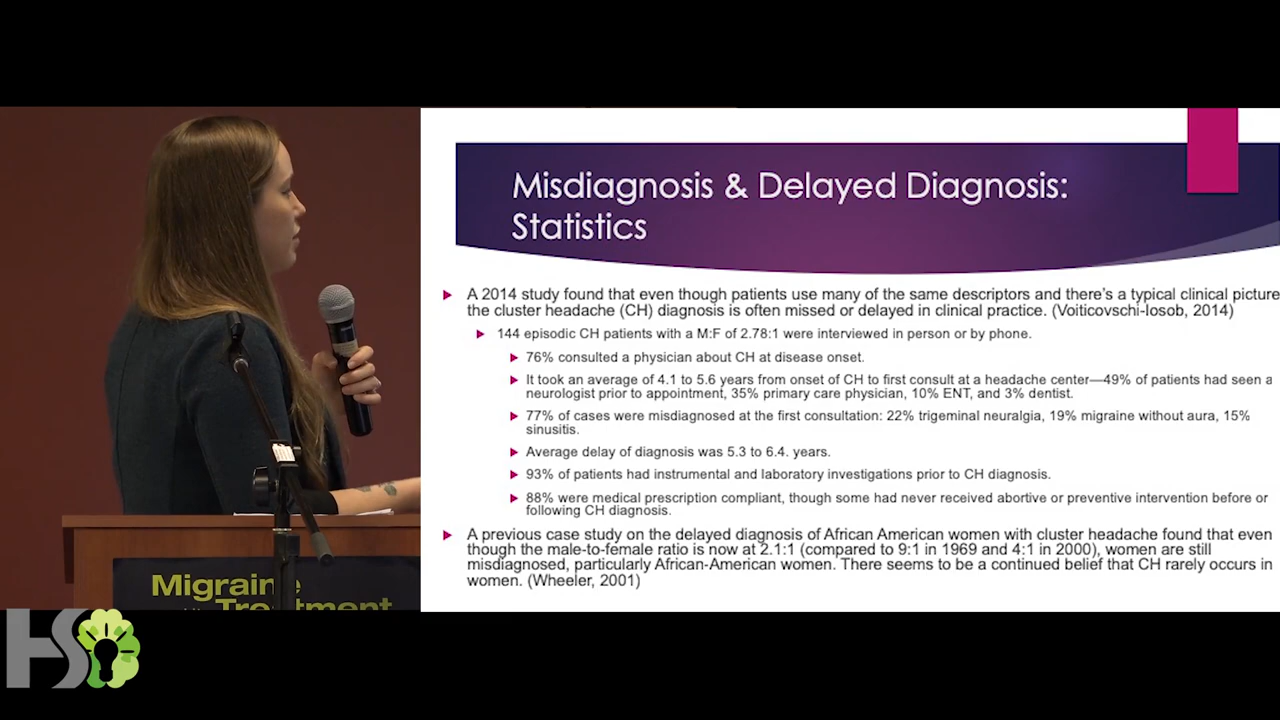 Misdiagnosis & Delayed Diagnosis:
Statistics
A 2014 study found that even though patients use many of the same descriptors and there's a typical clinical picture
the cluster headache (CH) diagnosis is often missed or delayed in clinical practice. (Voiticovschi-Iosob, 2014)
144 episodic CH patients with a M:F of 2.78:1 were interviewed in person or by phone.
76% consulted a physician about CH at disease onset.
It took an average of 4.1 to 5.6 years from onset of CH to first consult at a headache center—49% of patients had seen a
neurologist prior to appointment, 35% primary care physician, 10% ENT, and 3% dentist.
77% of cases were misdiagnosed at the first consultation: 22% trigeminal neuralgia, 19% migraine without aura, 15%
sinusitis.
Average delay of diagnosis was 5.3 to 6.4. years.
93% of patients had instrumental and laboratory investigations prior to CH diagnosis.
88% were medical prescription compliant, though some had never received abortive or preventive intervention before or
following CH diagnosis.
A previous case study on the delayed diagnosis of African American women with cluster headache found that even
though the male-to-female ratio is now at 2.1:1 (compared to 9:1 in 1969 and 4:1 in 2000), women are still
misdiagnosed, particularly African-American women. There seems to be a continued belief that CH rarely occurs in
women. (Wheeler, 2001)
Migraine
Treatment
HS